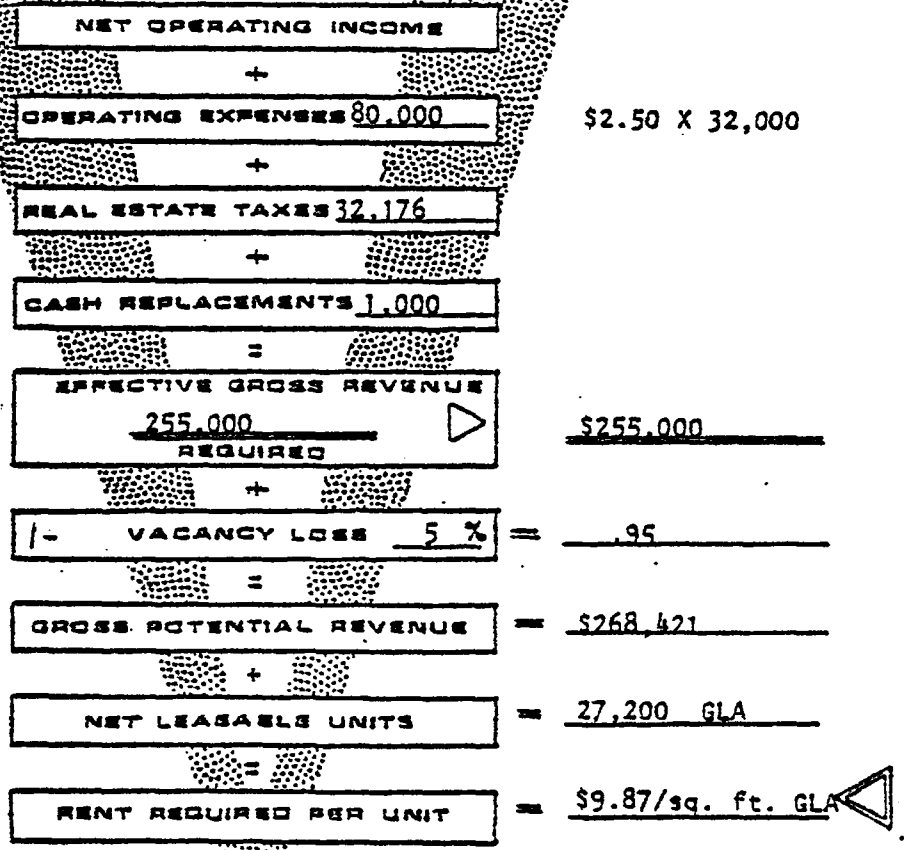 NET OPERATING INCOME
+
OPERATING EXPENSES 80,000 $2.50 X 32,000
+
REAL ESTATE TAXES 32,176
+
CASH REPLACEMENTS 1,000
=
EFFECTIVE GROSS REVENUE
255,000 $255,000
REQUIRED
+
1- VACANCY LOSS 5 % = .95
=
GROSS POTENTIAL REVENUE = $268,421
+
NET LEASABLE UNITS = 27,200 GLA
=
RENT REQUIRED PER UNIT = $9.87/sq. ft. GLA